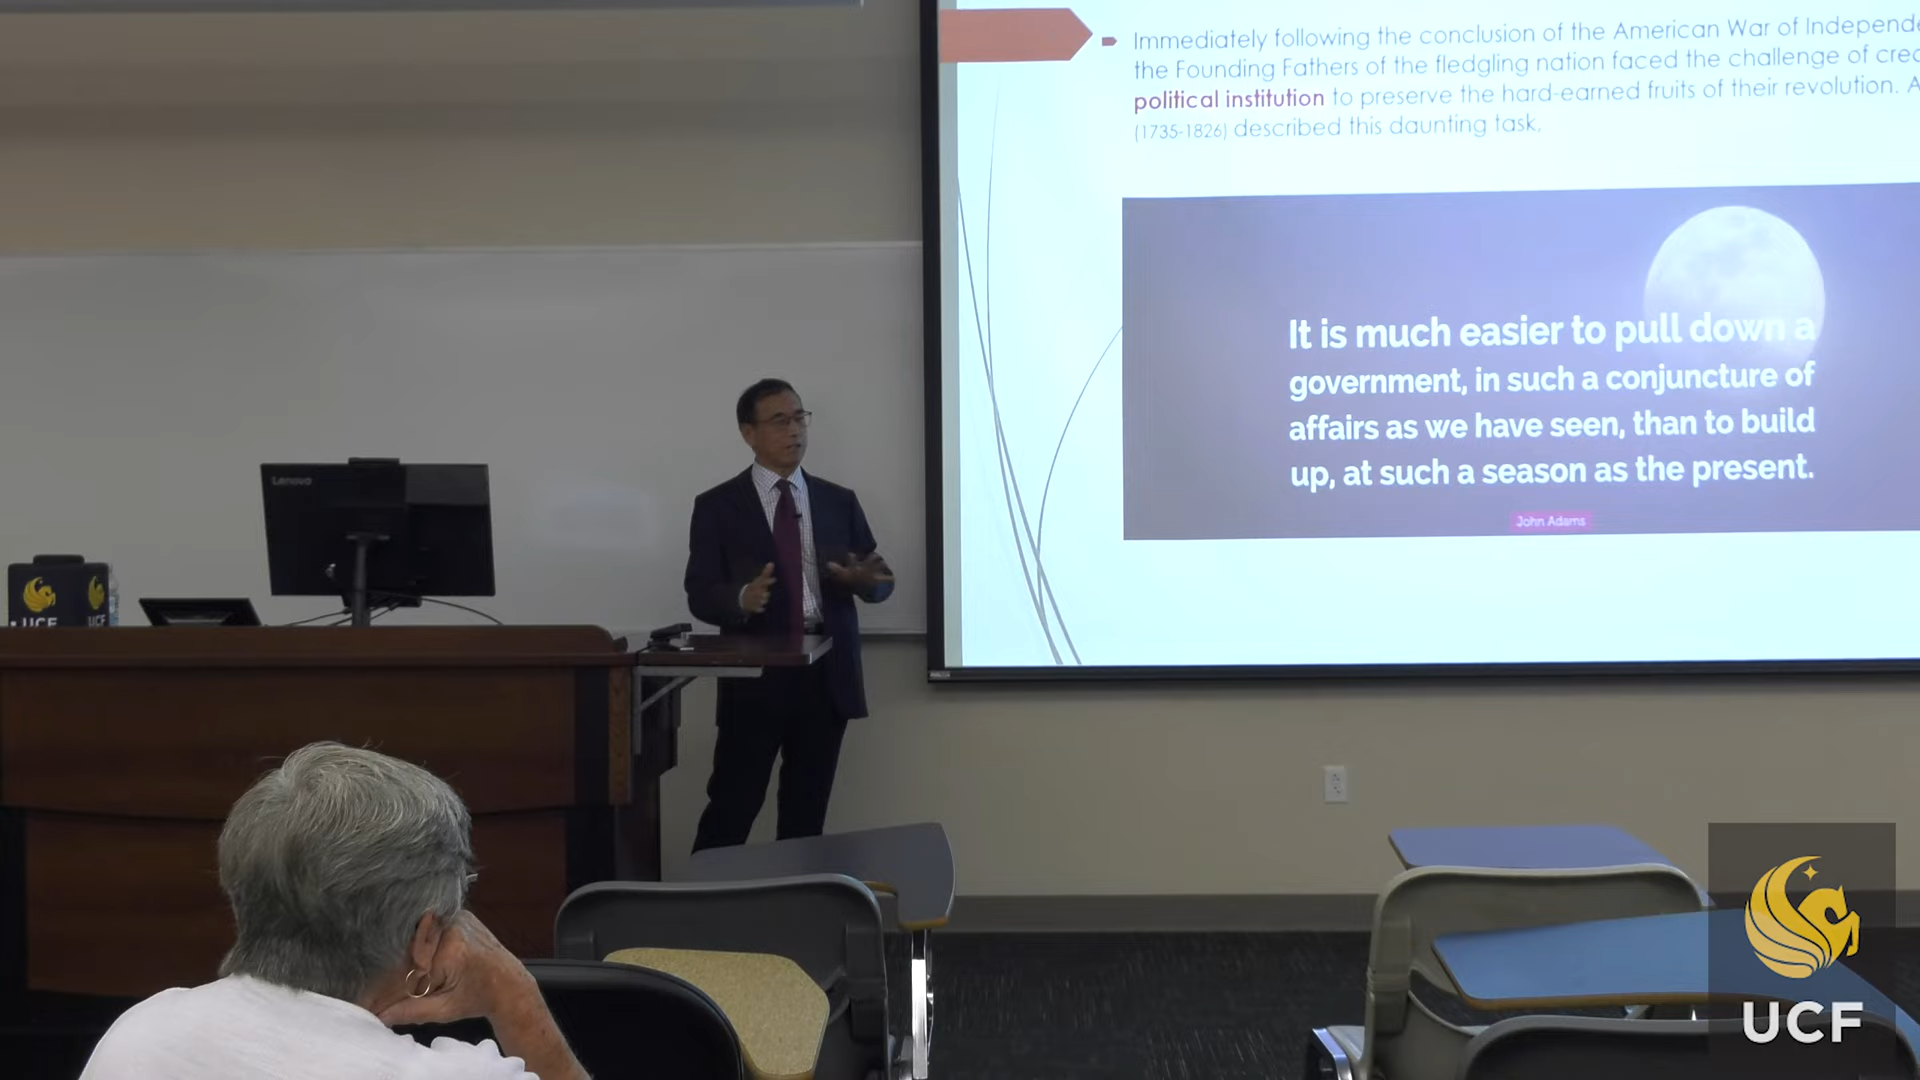 Immediately following the conclusion of the American War of Independe
the Founding Fathers of the fledgling nation faced the challenge of crea
political institution to preserve the hard-earned fruits of their revolution. A
(1735-1826) described this daunting task,
It is much easier to pull down a
government, in such a conjuncture of
affairs as we have seen, than to build
up, at such a season as the present.
John Adams
Lenovo
UCF
UCF
UCF